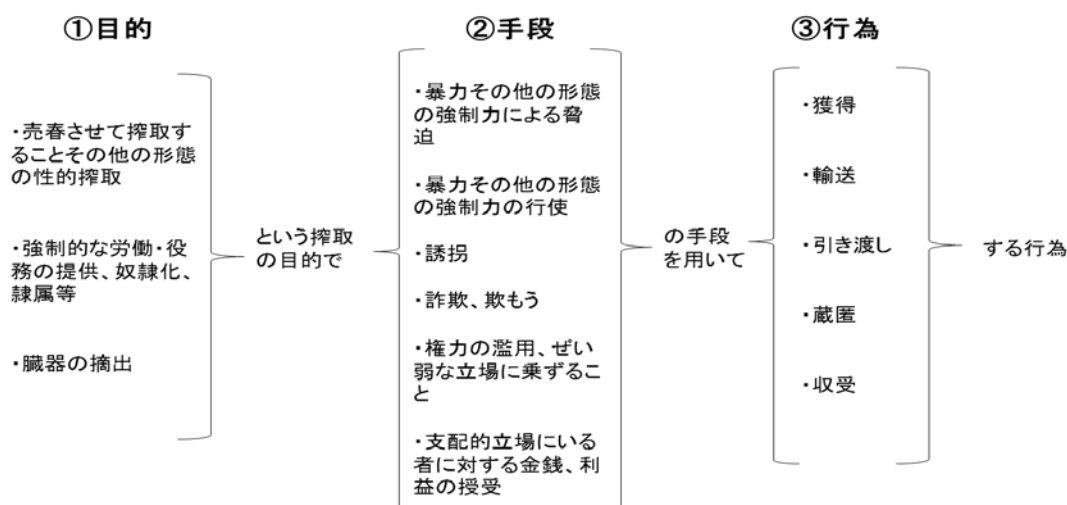 ①目的
・売春させて搾取す
ることその他の形態
の性的搾取
・強制的な労働・役
務の提供、奴隷化、
隷属等
・臓器の摘出
という搾取
の目的で
②手段
・暴力その他の形態
の強制力による脅
迫
・暴力その他の形態
の強制力の行使
・誘拐
・詐欺、欺もう
・権力の濫用、ぜい
弱な立場に乗ずるこ
と
・支配的立場にいる
者に対する金銭、利
益の授受
の手段
を用いて
③行為
・獲得
・輸送
・引き渡し
・蔵匿
・収受
する行為